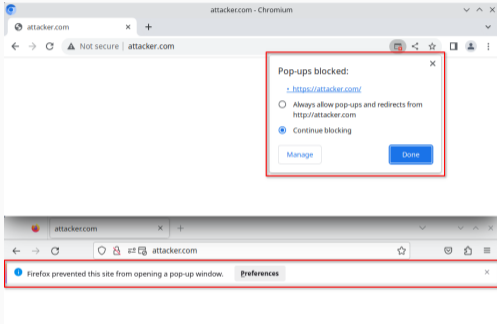 attacker.com - Chromium
attacker.com
Not secure | attacker.com
Pop-ups blocked:
https://attacker.com/
Always allow pop-ups and redirects from
http://attacker.com
Continue blocking
Manage
Done
attacker.com
attacker.com
Firefox prevented this site from opening a pop-up window. Preferences